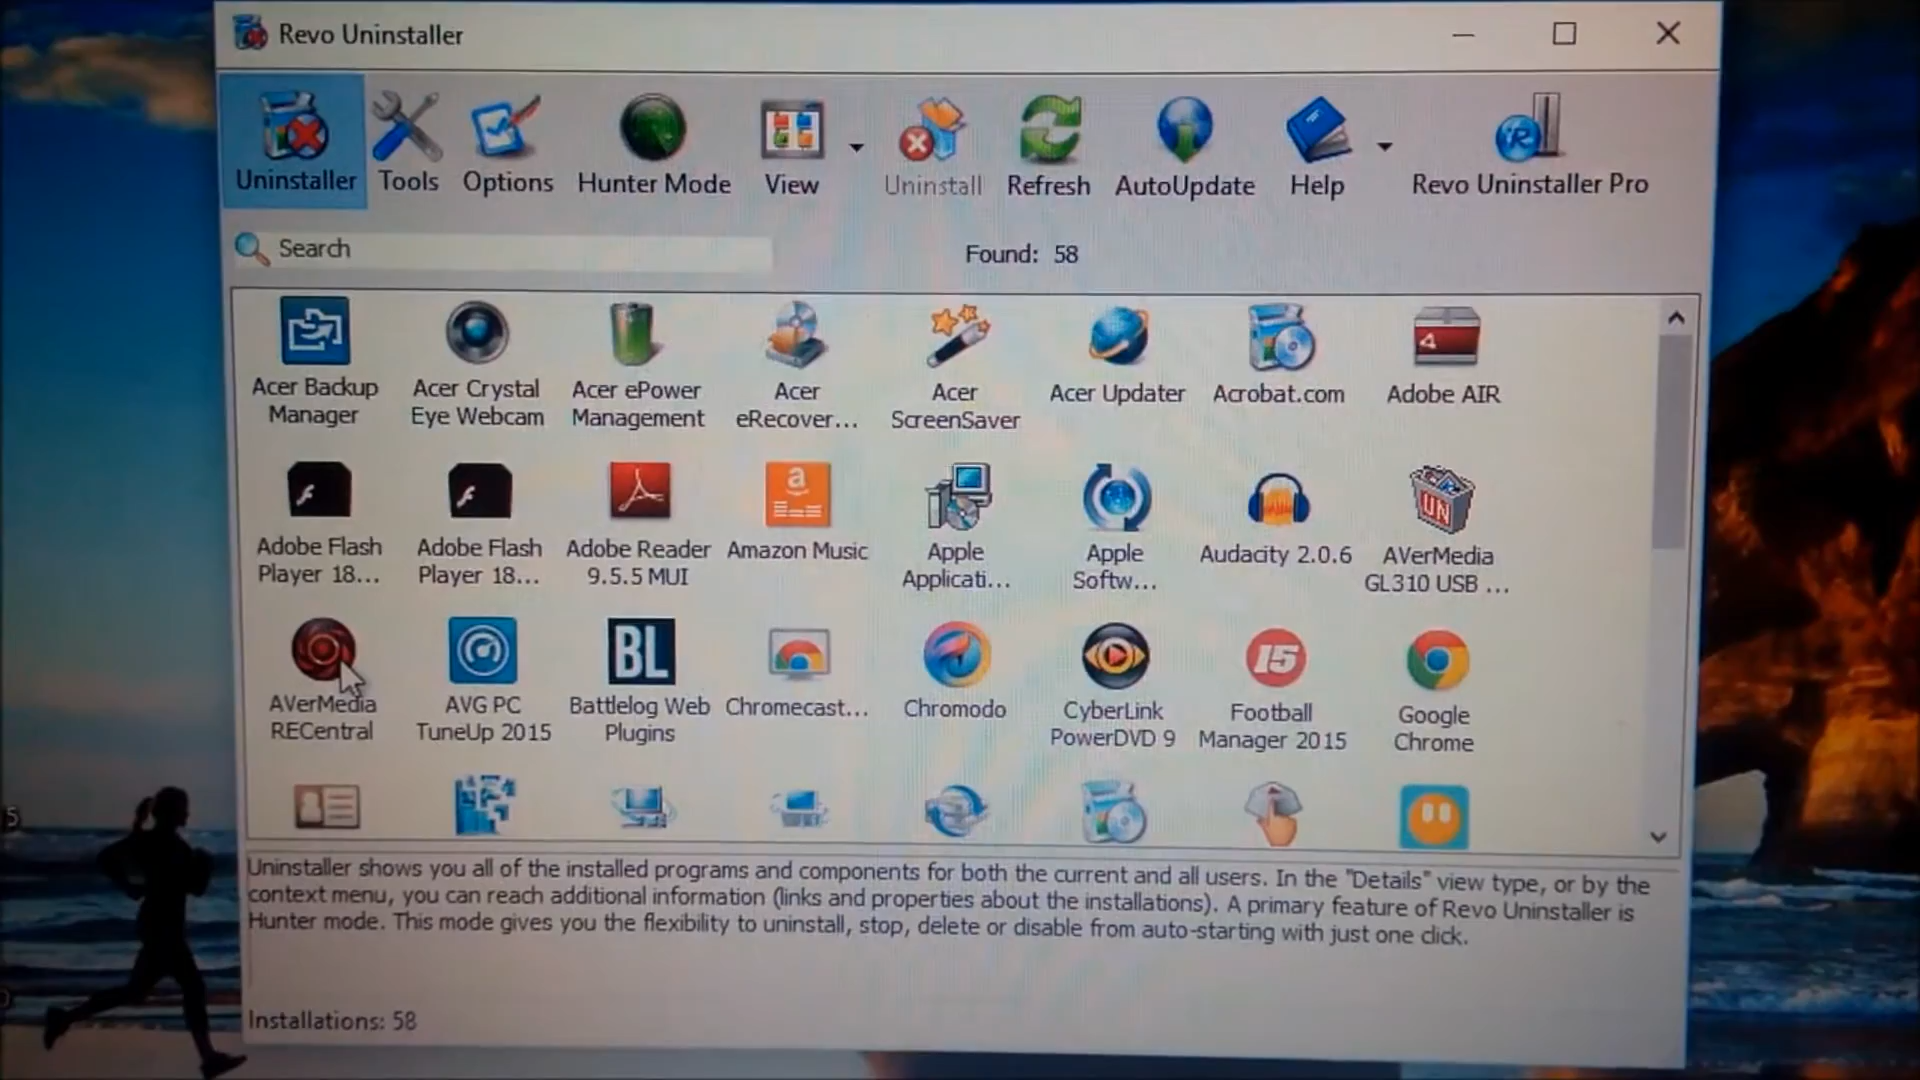 Revo Uninstaller
Uninstaller
Tools
Options
Hunter Mode
View
Uninstall
Refresh
AutoUpdate
Help
Revo Uninstaller Pro
Search
Found: 58
Acer Backup
Manager
Acer Crystal
Eye Webcam
Acer ePower
Management
Acer
eRecover...
Acer
ScreenSaver
Acer Updater
Acrobat.com
Adobe AIR
Adobe Flash
Player 18...
Adobe Flash
Player 18...
Adobe Reader
9.5.5 MUI
a
Amazon Music
Apple
Applicati...
Apple
Softw...
Audacity 2.0.6
UN
AVerMedia
GL310 USB ...
AVerMedia
RECentral
AVG PC
TuneUp 2015
BL
Battlelog Web
Plugins
Chromecast...
Chromodo
CyberLink
PowerDVD 9
15
Football
Manager 2015
Google
Chrome
Uninstaller shows you all of the installed programs and components for both the current and all users. In the "Details" view type, or by the
context menu, you can reach additional information (links and properties about the installations). A primary feature of Revo Uninstaller is
Hunter mode. This mode gives you the flexibility to uninstall, stop, delete or disable from auto-starting with just one click.
Installations: 58